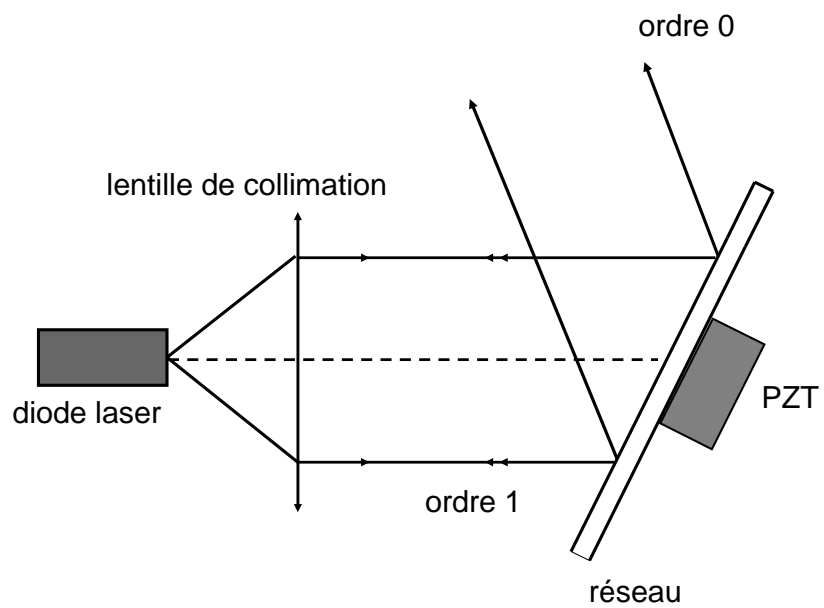 ordre 0
lentille de collimation
diode laser
PZT
ordre 1
réseau